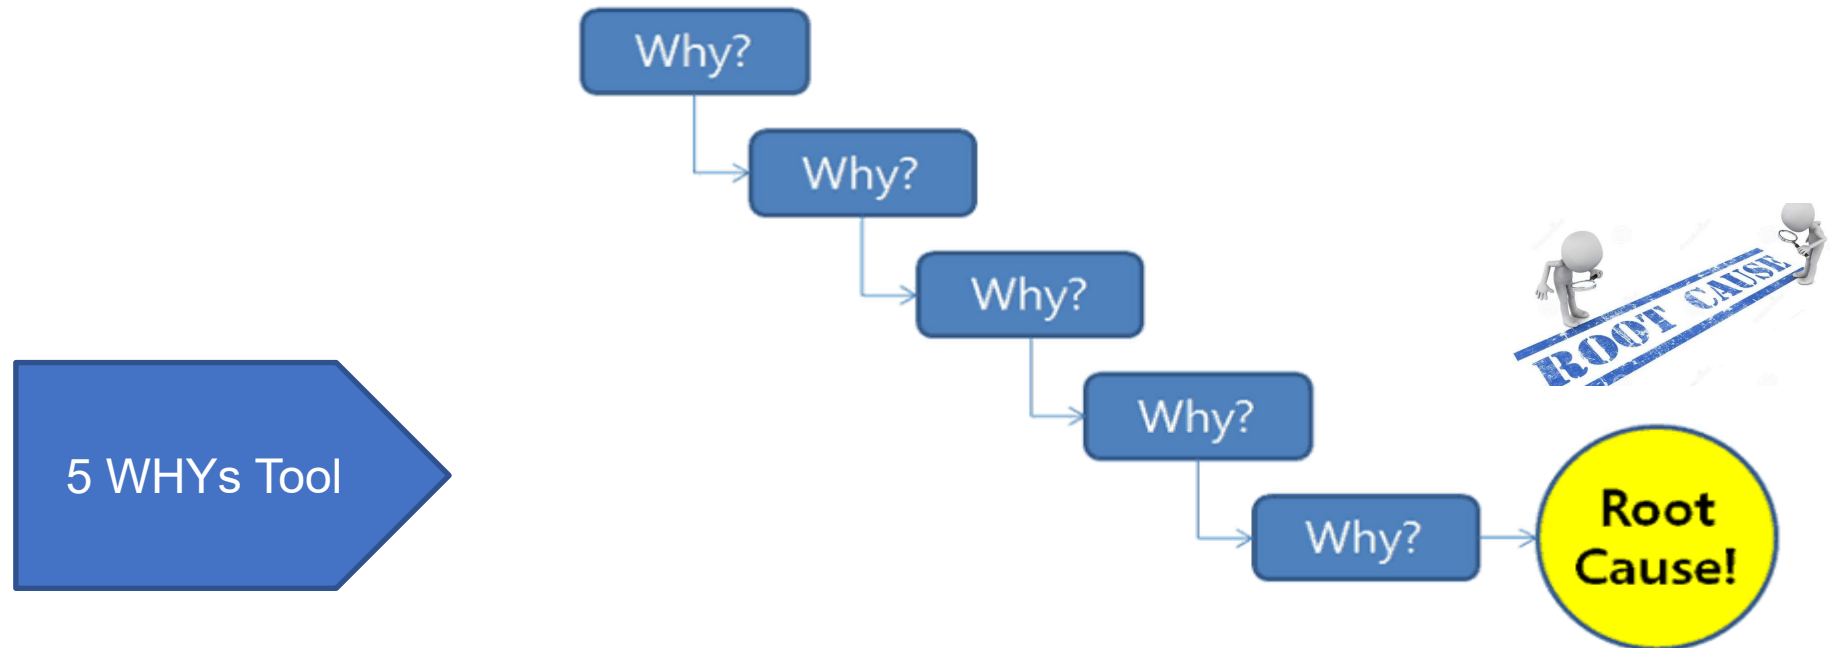 Why?
Why?
Why?
ROOT CAUSE
Why?
5 WHYs Tool
Why?
Root
Cause!